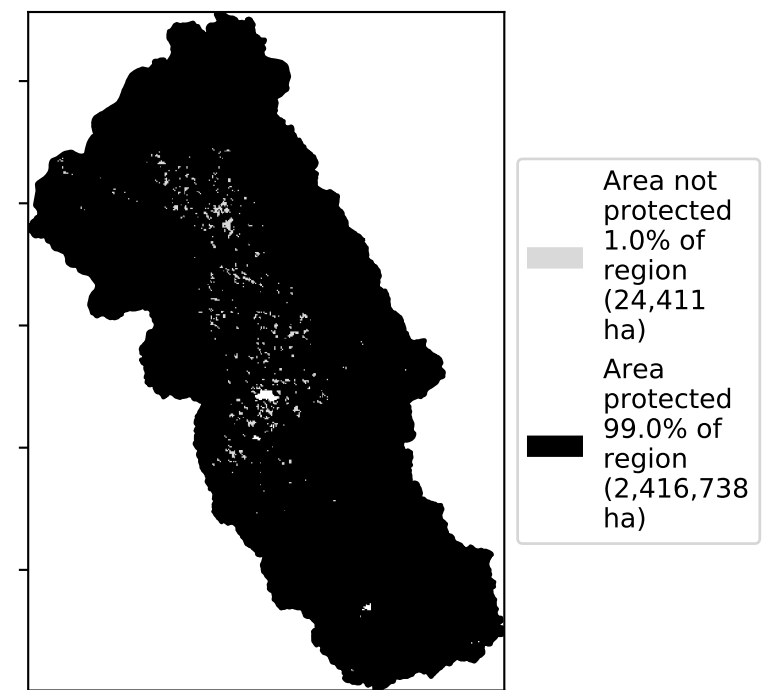 Area not
protected
1.0% of
region
(24,411
ha)
Area
protected
99.0% of
region
(2,416,738
ha)